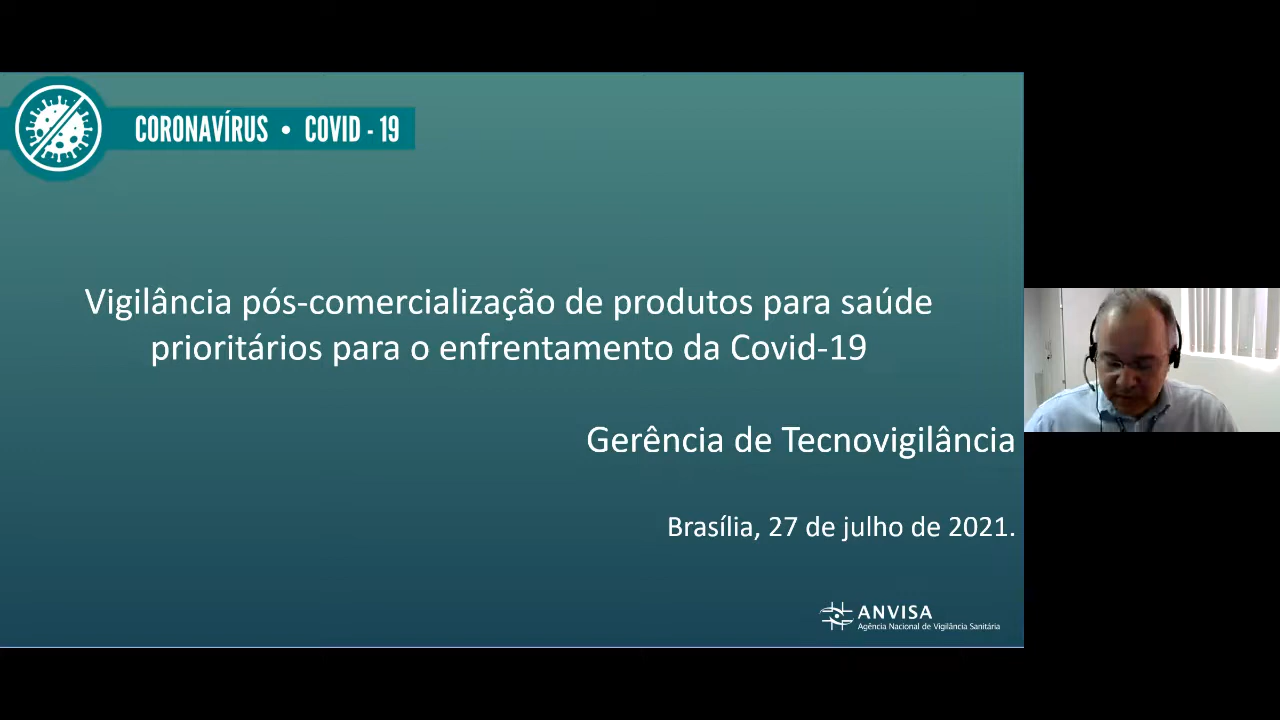 CORONAVÍRUS • COVID - 19
Vigilância pós-comercialização de produtos para saúde
prioritários para o enfrentamento da Covid-19
Gerência de Tecnovigilância
Brasília, 27 de julho de 2021.
ANVISA
Agência Nacional de Vigilância Sanitária